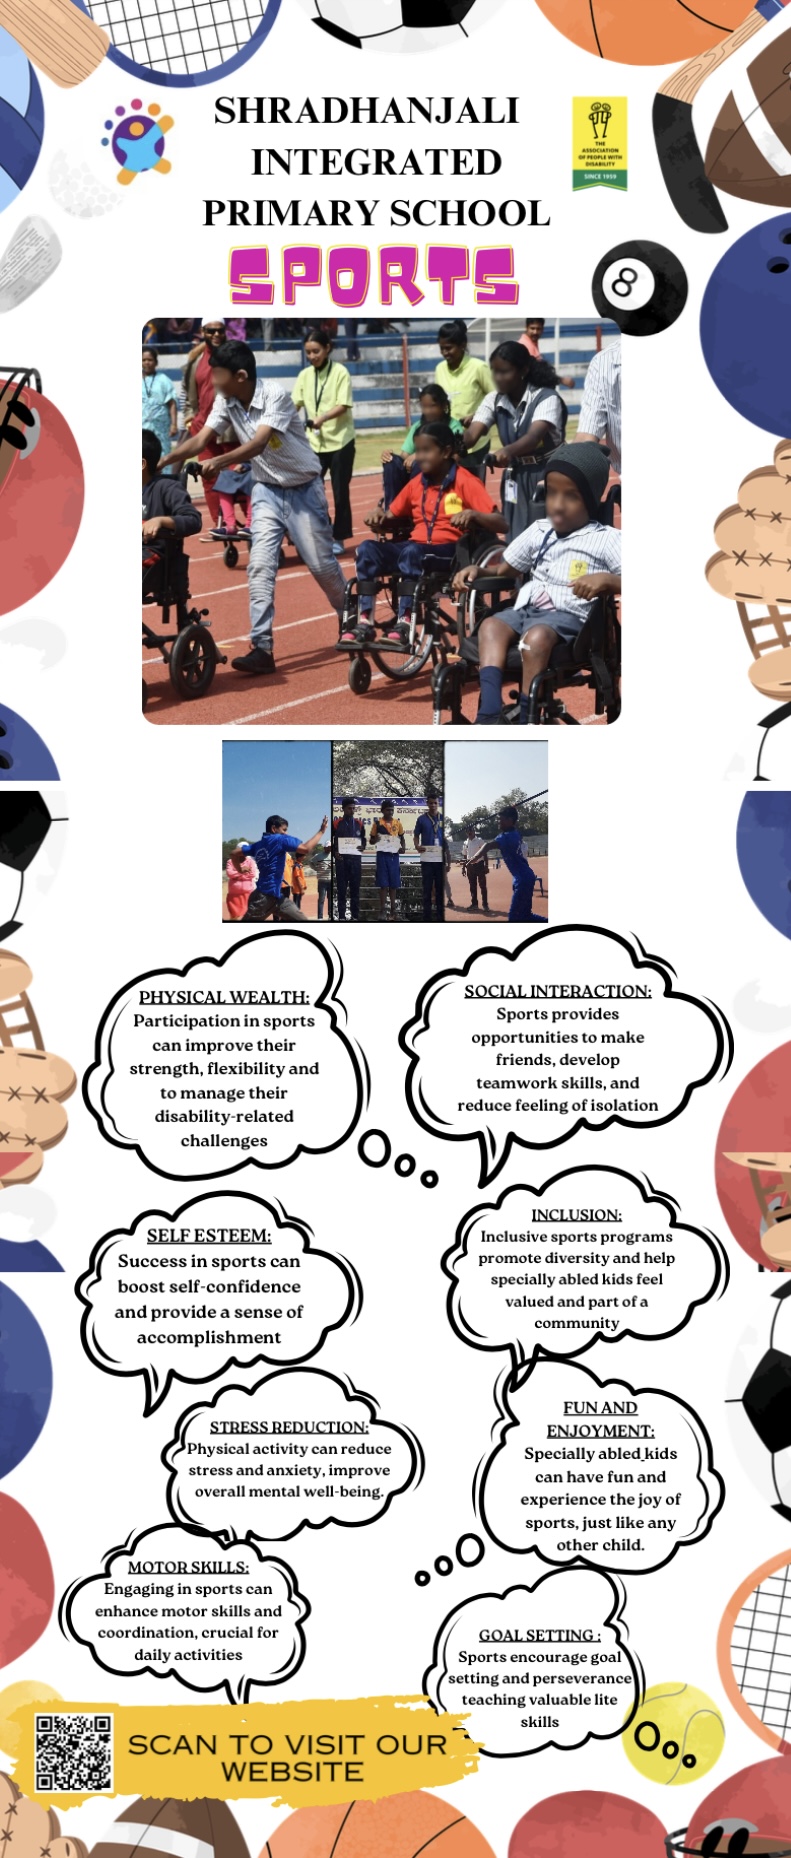 SHRADHANJALI
INTEGRATED
PRIMARY SCHOOL
THE
ASSOCIATION
OF PEOPLE WITH
DISABILITY
SINCE 1959
SPORTS
8
PHYSICAL WEALTH:
Participation in sports
can improve their
strength, flexibility and
to manage their
disability-related
challenges
SOCIAL INTERACTION:
Sports provides
opportunities to make
friends, develop
teamwork skills, and
reduce feeling of isolation
SELF ESTEEM:
Success in sports can
boost self-confidence
and provide a sense of
accomplishment
INCLUSION:
Inclusive sports programs
promote diversity and help
specially abled kids feel
valued and part of a
community
STRESS REDUCTION:
Physical activity can reduce
stress and anxiety, improve
overall mental well-being.
FUN AND
ENJOYMENT:
Specially abled kids
can have fun and
experience the joy of
sports, just like any
other child.
MOTOR SKILLS:
Engaging in sports can
enhance motor skills and
coordination, crucial for
daily activities
GOAL SETTING :
Sports encourage goal
setting and perseverance
teaching valuable lite
skills
SCAN TO VISIT OUR
WEBSITE